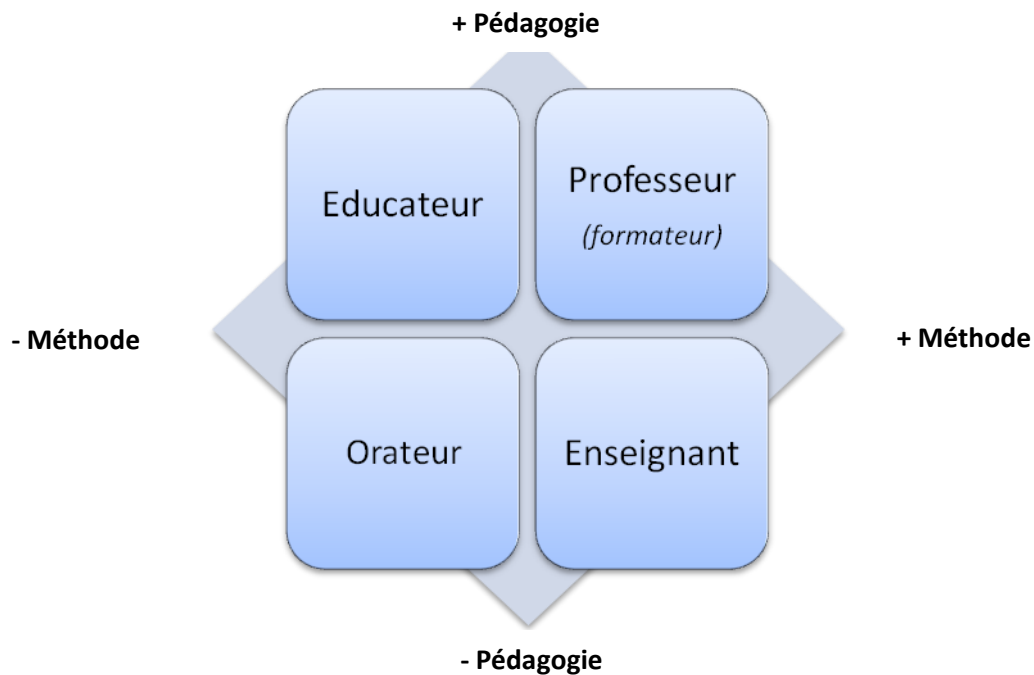 + Pédagogie
Educateur
Professeur
(formateur)
- Méthode
+ Méthode
Orateur
Enseignant
- Pédagogie